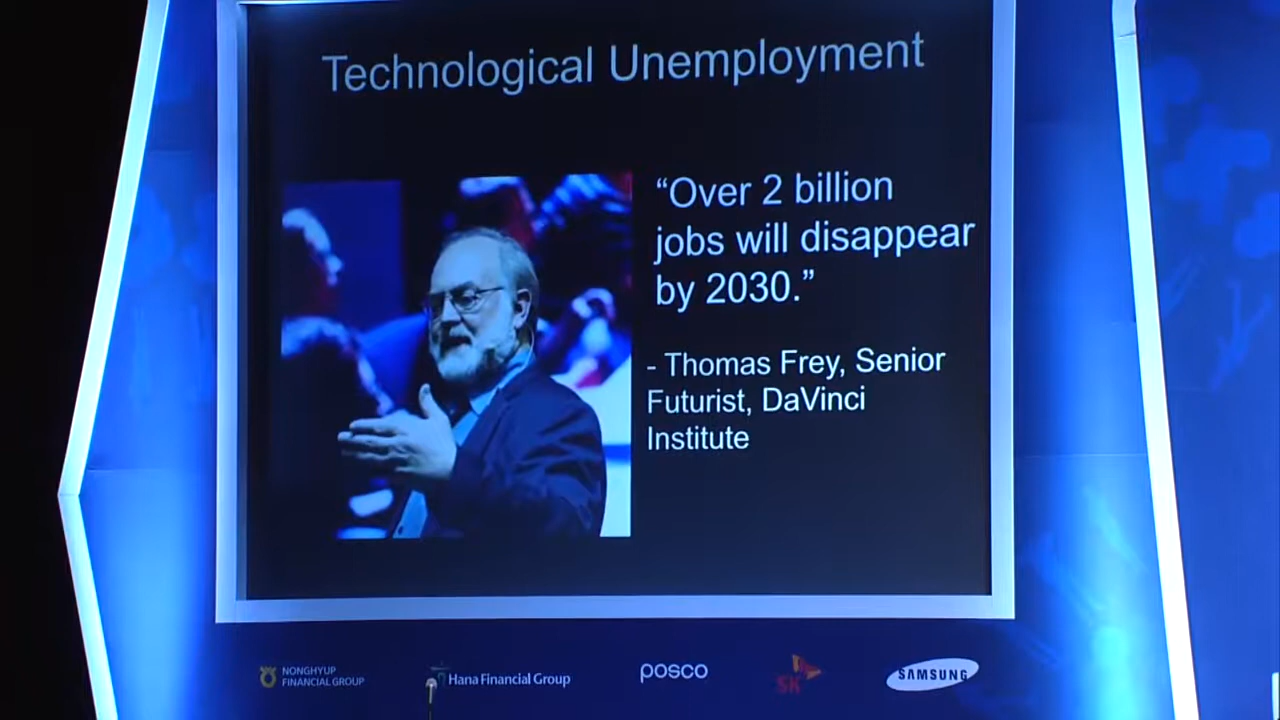 Technological Unemployment
“Over 2 billion
jobs will disappear
by 2030.”
- Thomas Frey, Senior
Futurist, DaVinci
Institute
NONGHYUP
FINANCIAL GROUP
Hana Financial Group
posco
SK
SAMSUNG